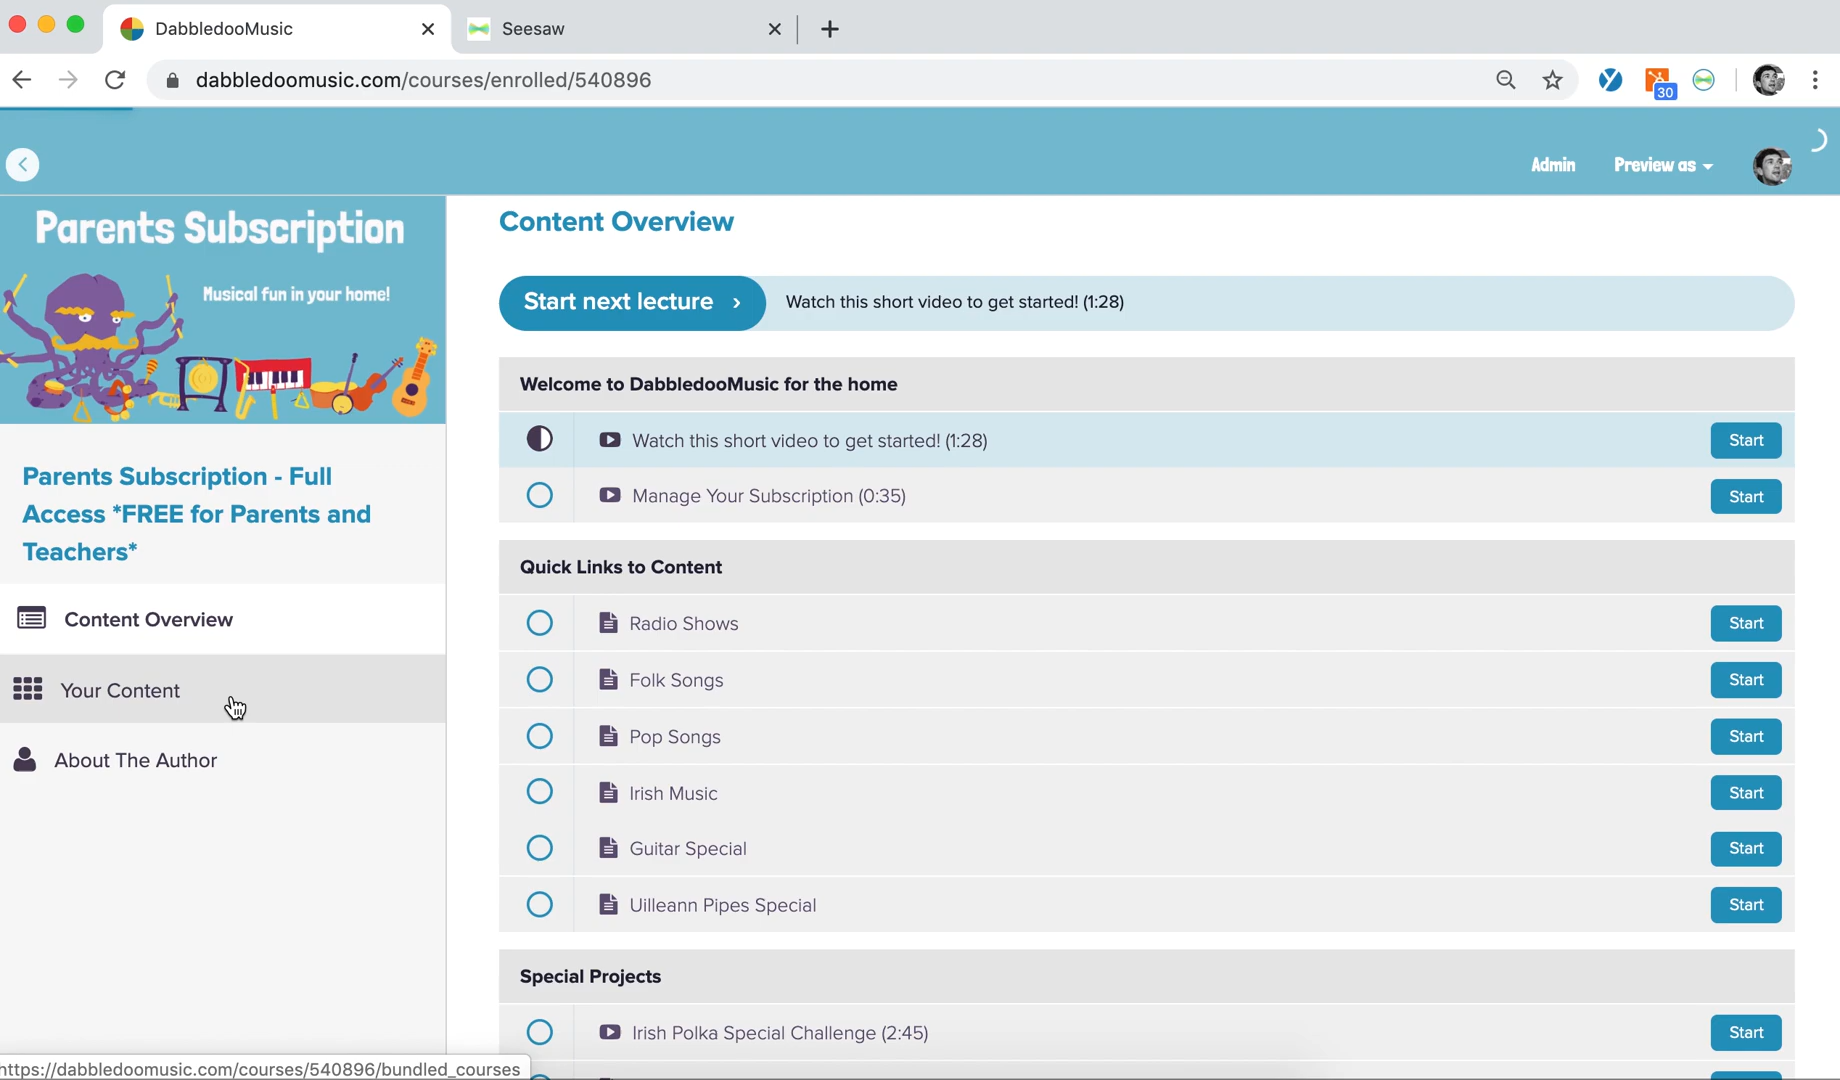 DabbledooMusic
Seesaw
dabbledoomusic.com/courses/enrolled/540896
30
Admin
Preview as
Parents Subscription
Musical fun in your home!
Parents Subscription - Full
Access *FREE for Parents and
Teachers*
Content Overview
Your Content
About The Author
Content Overview
Start next lecture › Watch this short video to get started! (1:28)
Welcome to DabbledooMusic for the home
Watch this short video to get started! (1:28) Start
Manage Your Subscription (0:35) Start
Quick Links to Content
Radio Shows Start
Folk Songs Start
Pop Songs Start
Irish Music Start
Guitar Special Start
Uilleann Pipes Special Start
Special Projects
Irish Polka Special Challenge (2:45) Start
https://dabbledoomusic.com/courses/540896/bundled_courses